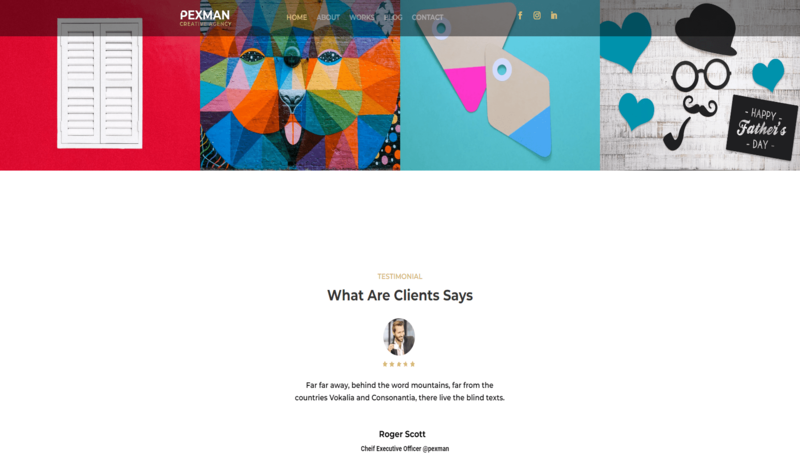 PEXMAN
CREATIVE AGENCY
HOME ABOUT WORKS BLOG CONTACT
- HAPPY -
Father's
- DAY -
TESTIMONIAL
What Are Clients Says
Far far away, behind the word mountains, far from the
countries Vokalia and Consonantia, there live the blind texts.
Roger Scott
Cheif Executive Officer @pexman